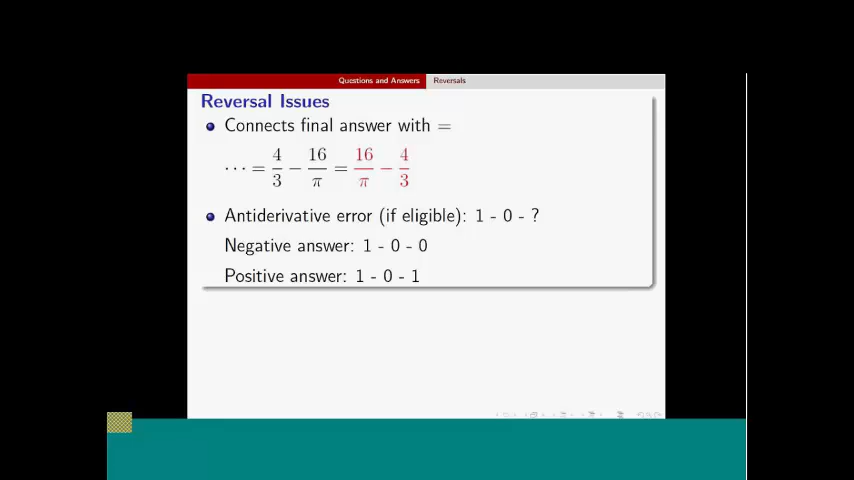 Questions and Answers Reversals
Reversal Issues
Connects final answer with =
··· = 4/3 − 16/π = 16/π − 4/3
Antiderivative error (if eligible): 1 - 0 - ?
Negative answer: 1 - 0 - 0
Positive answer: 1 - 0 - 1